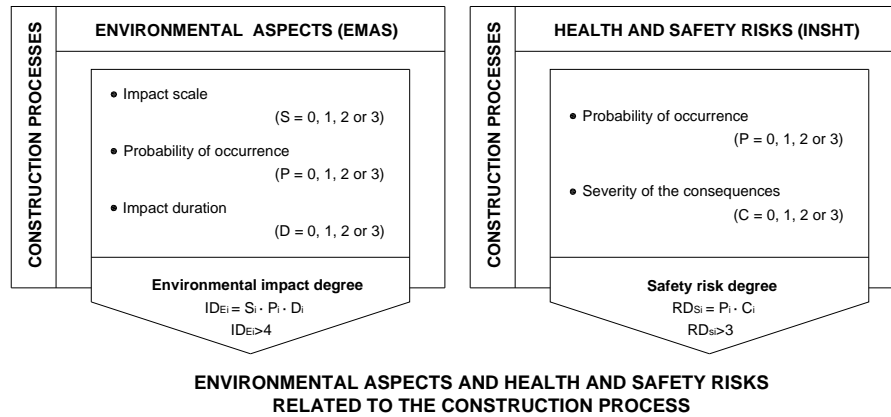 CONSTRUCTION PROCESSES
ENVIRONMENTAL ASPECTS (EMAS)
• Impact scale
(S = 0, 1, 2 or 3)
• Probability of occurrence
(P = 0, 1, 2 or 3)
• Impact duration
(D = 0, 1, 2 or 3)
Environmental impact degree
IDEi = Si · Pi · Di
IDEi>4
CONSTRUCTION PROCESSES
HEALTH AND SAFETY RISKS (INSHT)
• Probability of occurrence
(P = 0, 1, 2 or 3)
• Severity of the consequences
(C = 0, 1, 2 or 3)
Safety risk degree
RDSi = Pi · Ci
RDsi>3
ENVIRONMENTAL ASPECTS AND HEALTH AND SAFETY RISKS
RELATED TO THE CONSTRUCTION PROCESS